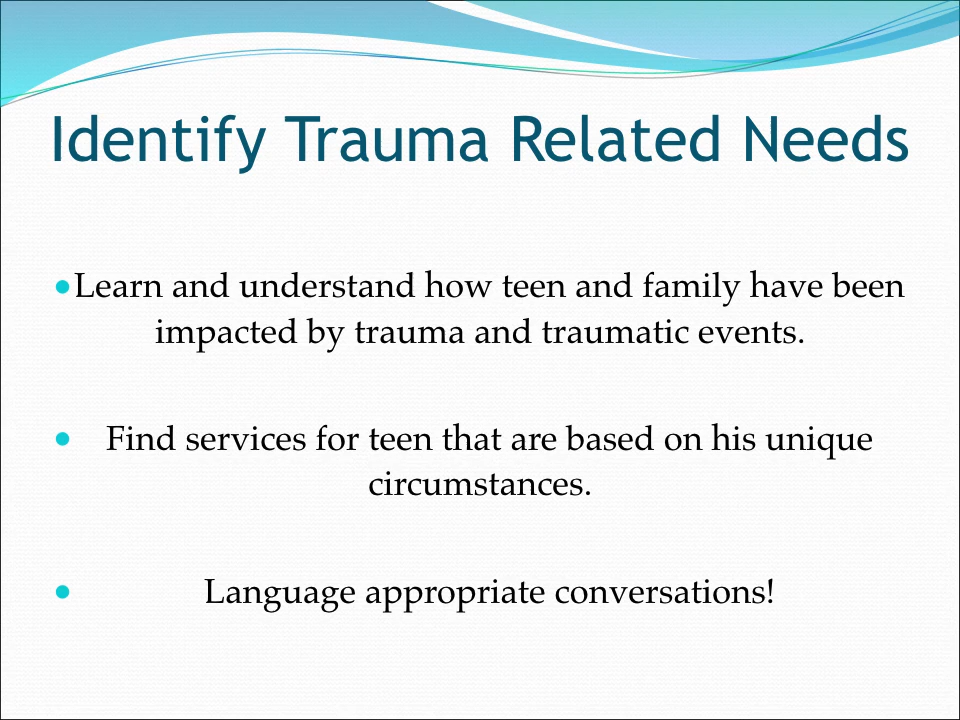 Identify Trauma Related Needs
•Learn and understand how teen and family have been
impacted by trauma and traumatic events.
• Find services for teen that are based on his unique
circumstances.
• Language appropriate conversations!